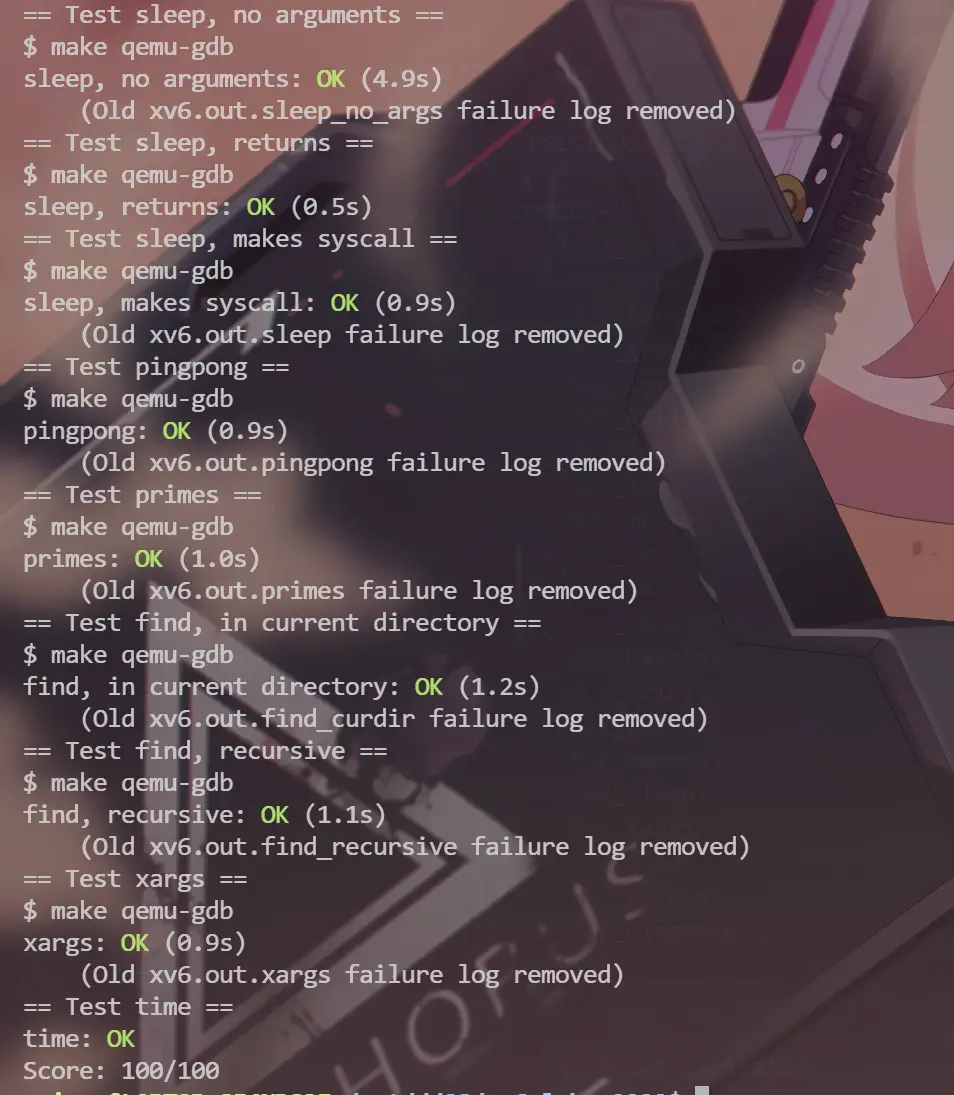 == Test sleep, no arguments ==
$ make qemu-gdb
sleep, no arguments: OK (4.9s)
    (Old xv6.out.sleep_no_args failure log removed)
== Test sleep, returns ==
$ make qemu-gdb
sleep, returns: OK (0.5s)
== Test sleep, makes syscall ==
$ make qemu-gdb
sleep, makes syscall: OK (0.9s)
    (Old xv6.out.sleep failure log removed)
== Test pingpong ==
$ make qemu-gdb
pingpong: OK (0.9s)
    (Old xv6.out.pingpong failure log removed)
== Test primes ==
$ make qemu-gdb
primes: OK (1.0s)
    (Old xv6.out.primes failure log removed)
== Test find, in current directory ==
$ make qemu-gdb
find, in current directory: OK (1.2s)
    (Old xv6.out.find_curdir failure log removed)
== Test find, recursive ==
$ make qemu-gdb
find, recursive: OK (1.1s)
    (Old xv6.out.find_recursive failure log removed)
== Test xargs ==
$ make qemu-gdb
xargs: OK (0.9s)
    (Old xv6.out.xargs failure log removed)
== Test time ==
time: OK
Score: 100/100
HORUS